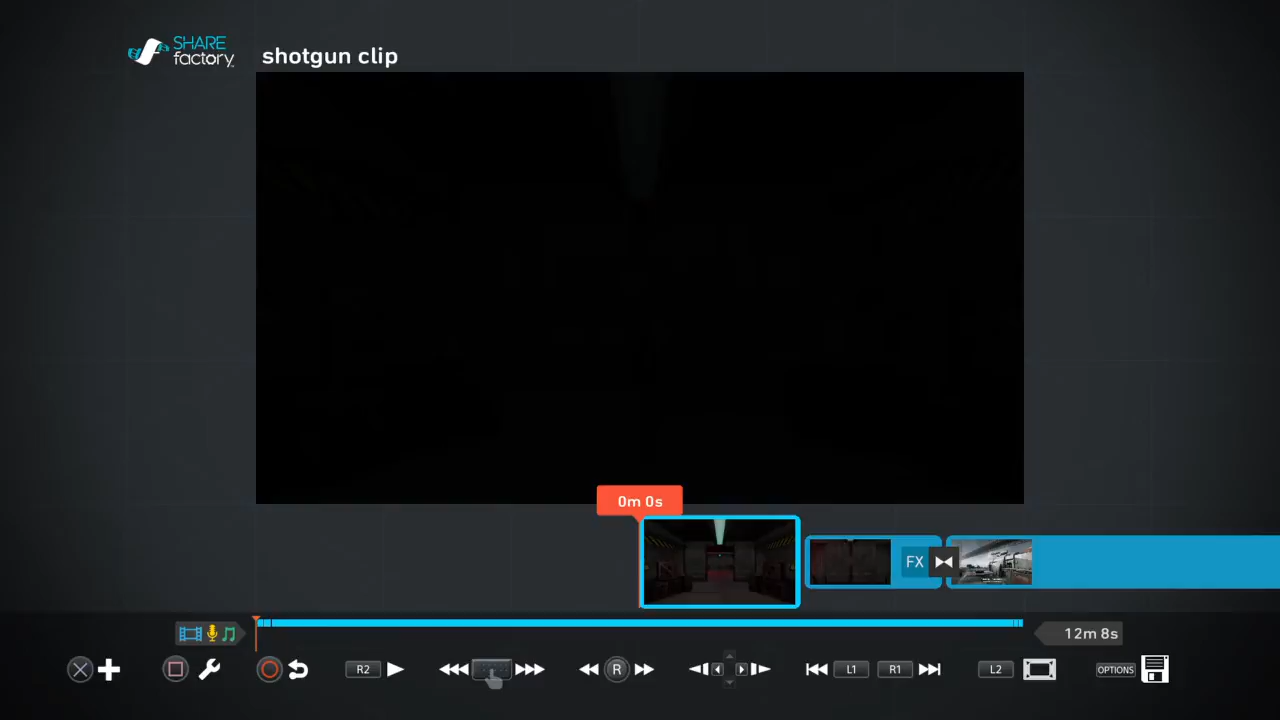 SHARE
factory
shotgun clip
0m 0s
FX
12m 8s
R2
R
L1
R1
L2
OPTIONS